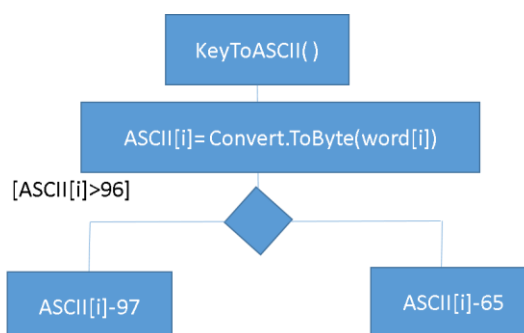 KeyToASCII( )
ASCII[i]= Convert.ToByte(word[i])
[ASCII[i]>96]
ASCII[i]-97
ASCII[i]-65